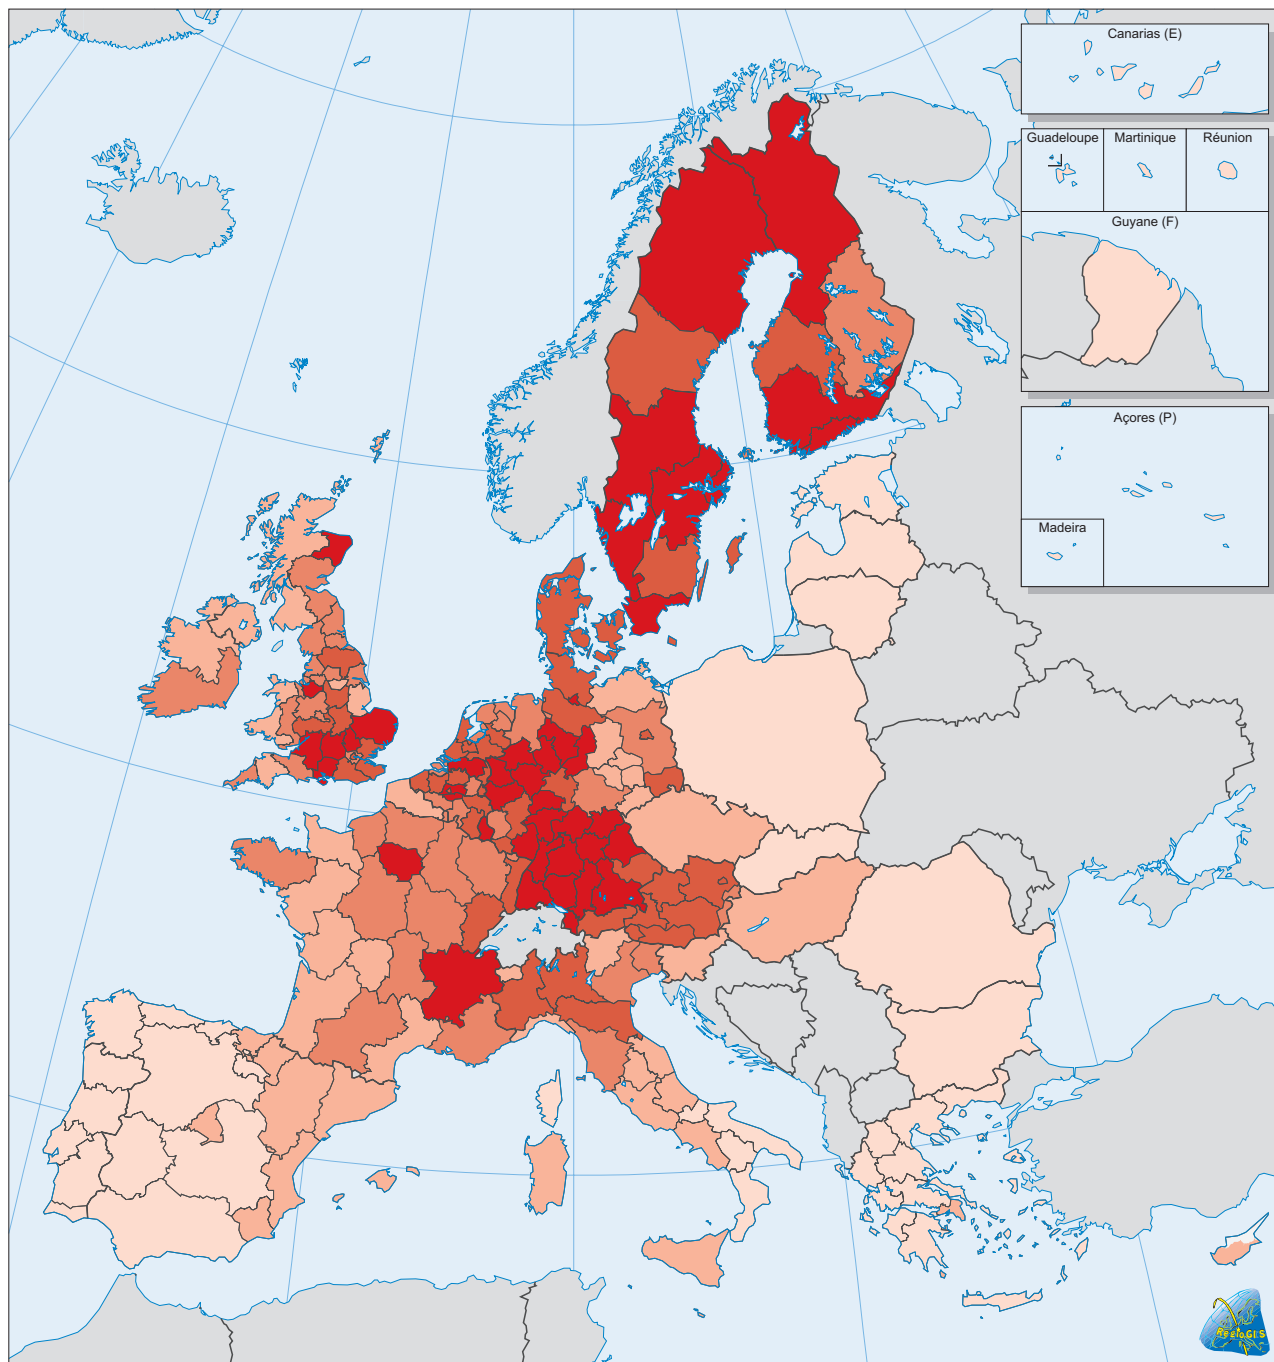 Canarias (E)
Guadeloupe
Martinique
Réunion
Guyane (F)
Açores (P)
Madeira
RegioGIS